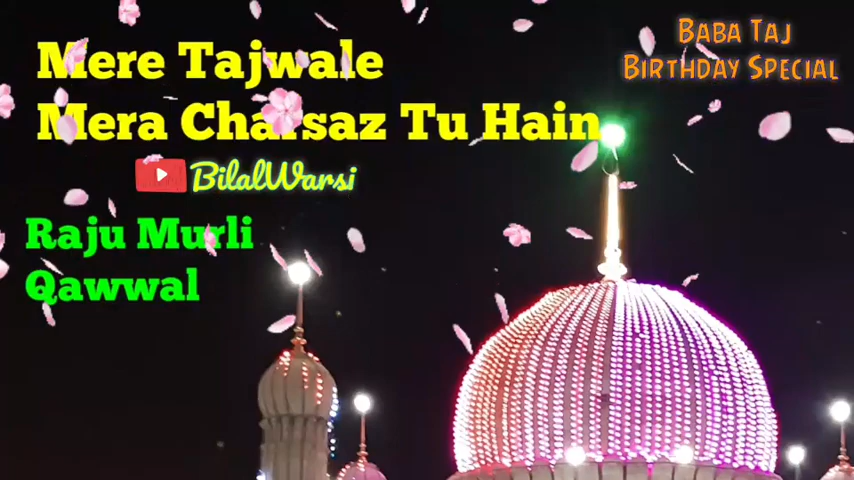 Mere Tajwale
Mera Charsaz Tu Hain
BilalWarsi
Raju Murli
Qawwal
Baba Taj
Birthday Special